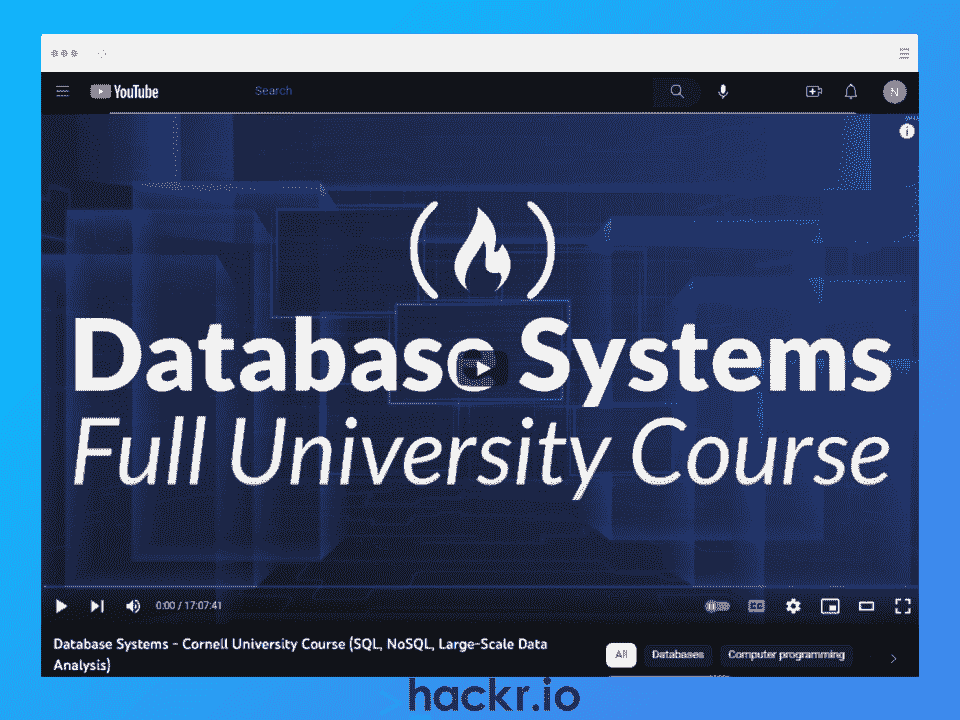 YouTube
Search
N
i
Database Systems
Full University Course
0:00 / 17:07:41
CC
Database Systems - Cornell University Course (SQL, NoSQL, Large-Scale Data
Analysis)
All
Databases
Computer programming
hackr.io